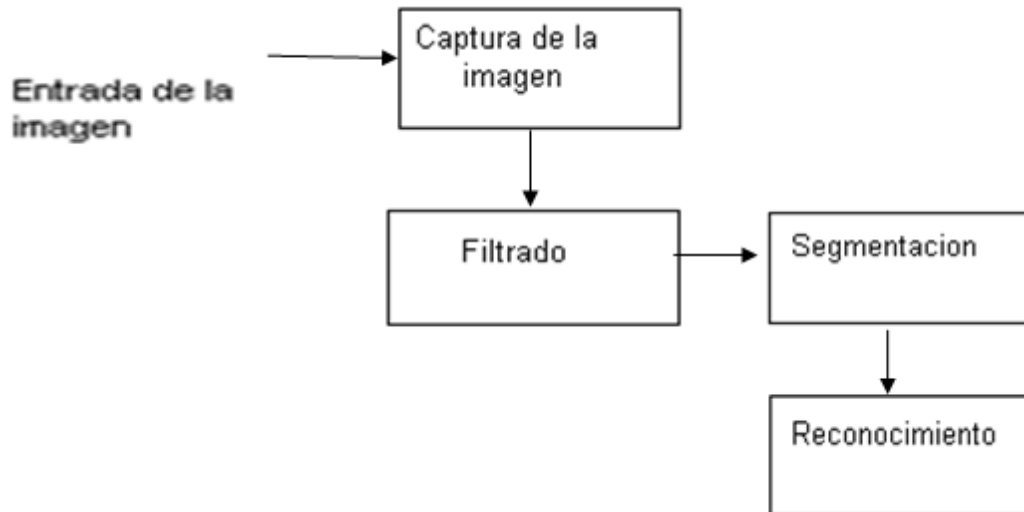 Entrada de la
imagen
Captura de la
imagen
Filtrado
Segmentacion
Reconocimiento